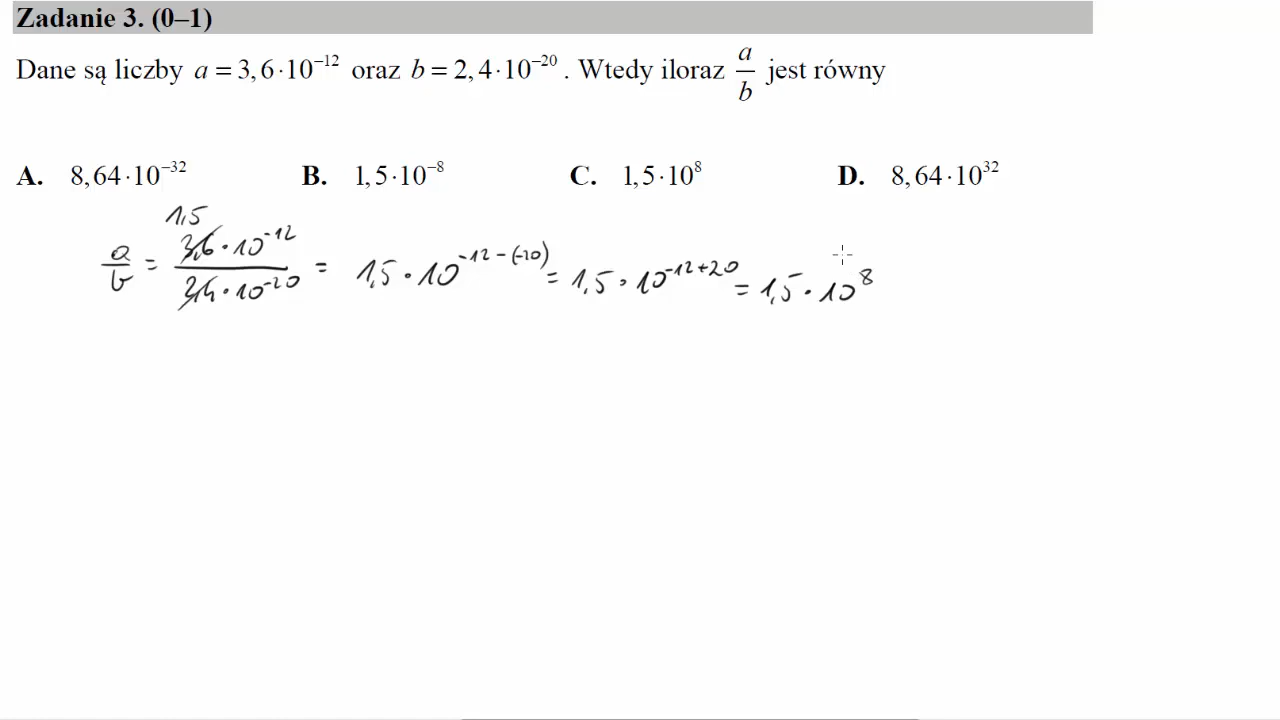 Zadanie 3. (0–1)
Dane są liczby a = 3,6·10⁻¹² oraz b = 2,4·10⁻²⁰. Wtedy iloraz a/b jest równy
A. 8,64·10⁻³² B. 1,5·10⁻⁸ C. 1,5·10⁸ D. 8,64·10³²
1,5
a/b = 3,6·10⁻¹²/2,4·10⁻²⁰ = 1,5·10^(-12-(-20)) = 1,5·10^(-12+20) = 1,5·10⁸